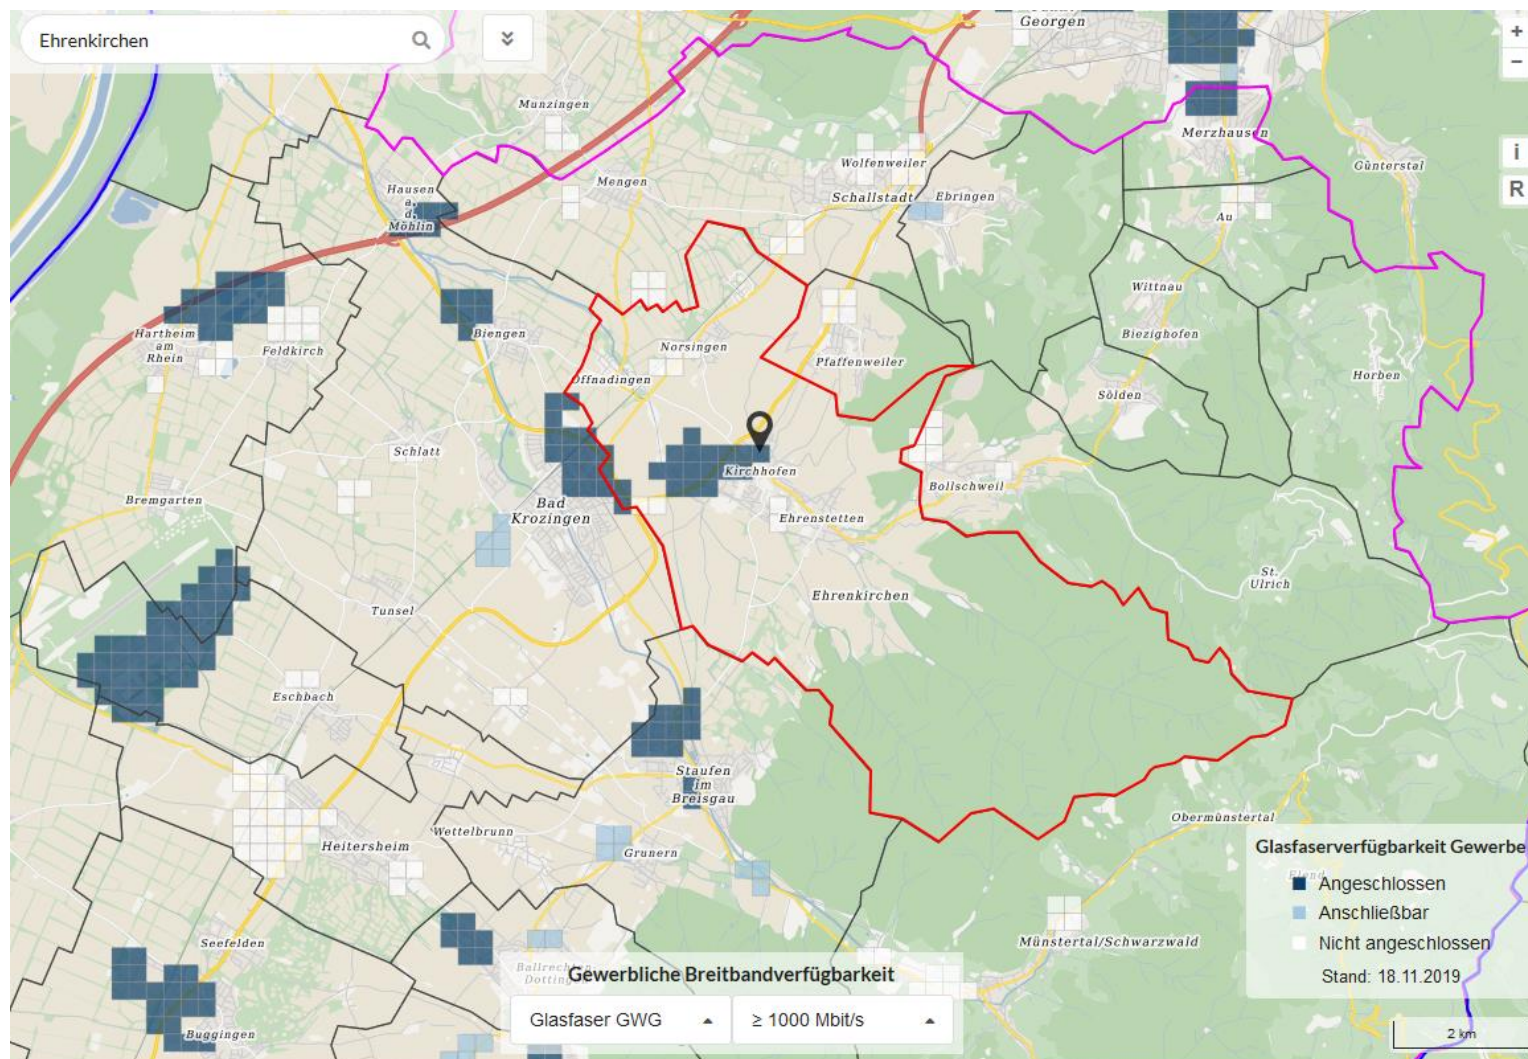 Georgen
Ehrenkirchen
+
−
Munzingen
Merzhausen
i
Wolfenweiler
Günterstal
Mengen
Hausen
a.
d.
Möhlin
Schallstadt
Ebringen
R
Au
Wittnau
Hartheim
am
Rhein
Feldkirch
Biengen
Norsingen
Biezighofen
Pfaffenweiler
Offnadingen
Horben
Sölden
Schlatt
Kirchhofen
Bollschweil
Bremgarten
Bad
Krozingen
Ehrenstetten
St.
Ulrich
Ehrenkirchen
Tunsel
Eschbach
Staufen
im
Breisgau
Obermünstertal
Wettelbrunn
Heitersheim
Grunern
Glasfaserverfügbarkeit Gewerbe
Elend
Angeschlossen
Anschließbar
Nicht angeschlossen
Stand: 18.11.2019
Seefelden
Münstertal/Schwarzwald
Ballrechten
Dottingen
Gewerbliche Breitbandverfügbarkeit
Glasfaser GWG
≥ 1000 Mbit/s
Buggingen
2 km